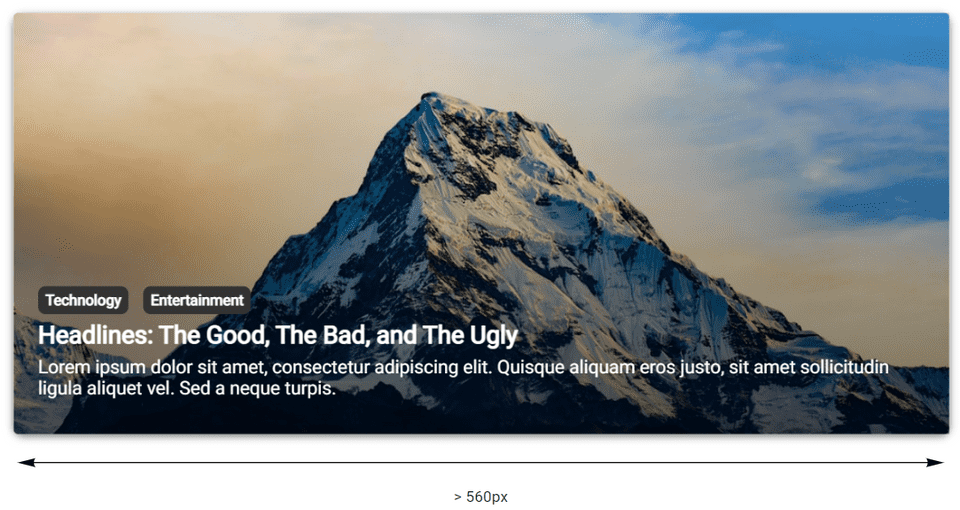 Technology Entertainment
Headlines: The Good, The Bad, and The Ugly
Lorem ipsum dolor sit amet, consectetur adipiscing elit. Quisque aliquam eros justo, sit amet sollicitudin
ligula aliquet vel. Sed a neque turpis.
> 560px